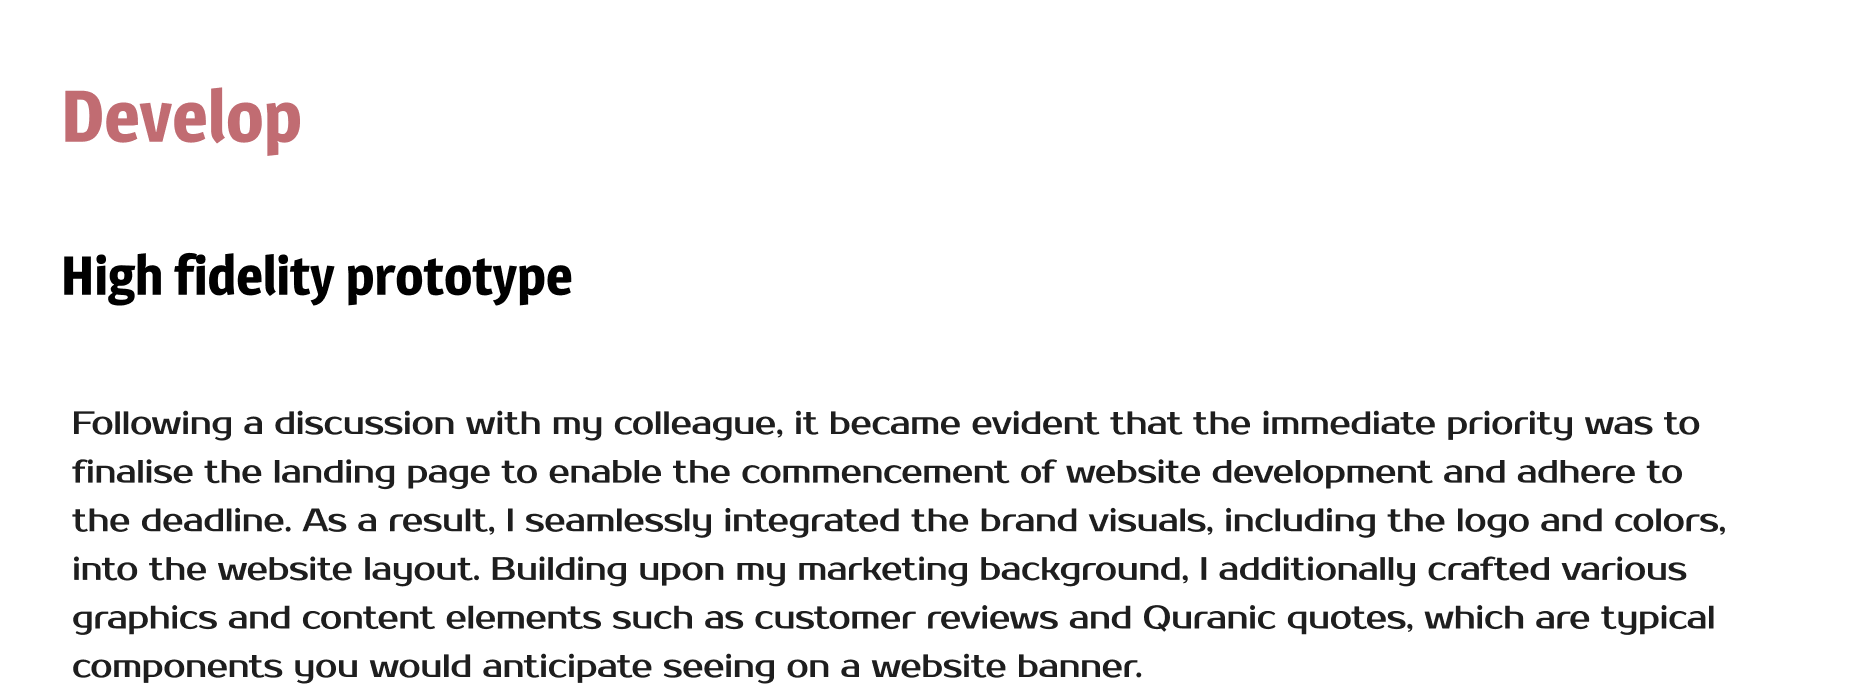 Develop
High fidelity prototype
Following a discussion with my colleague, it became evident that the immediate priority was to
finalise the landing page to enable the commencement of website development and adhere to
the deadline. As a result, I seamlessly integrated the brand visuals, including the logo and colors,
into the website layout. Building upon my marketing background, I additionally crafted various
graphics and content elements such as customer reviews and Quranic quotes, which are typical
components you would anticipate seeing on a website banner.